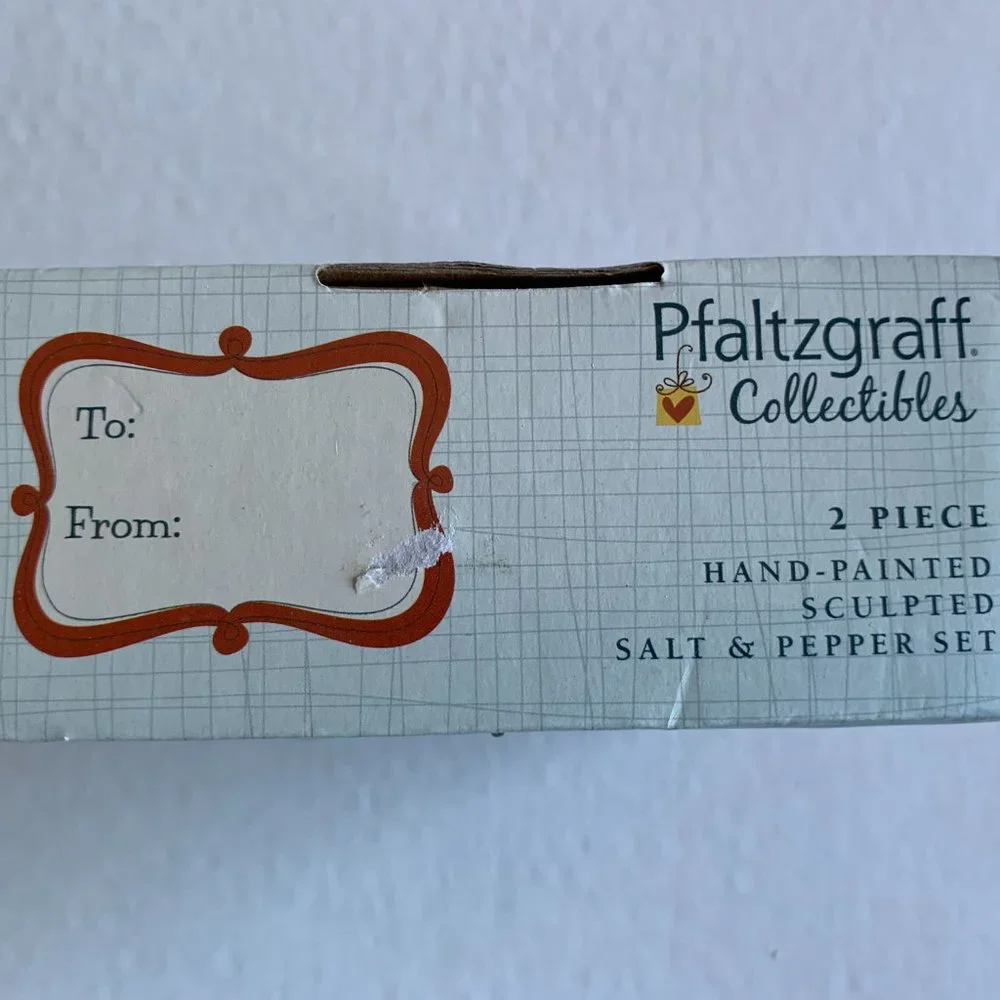 To:
From:
Pfaltzgraff®
Collectibles
2 PIECE
HAND-PAINTED
SCULPTED
SALT & PEPPER SET